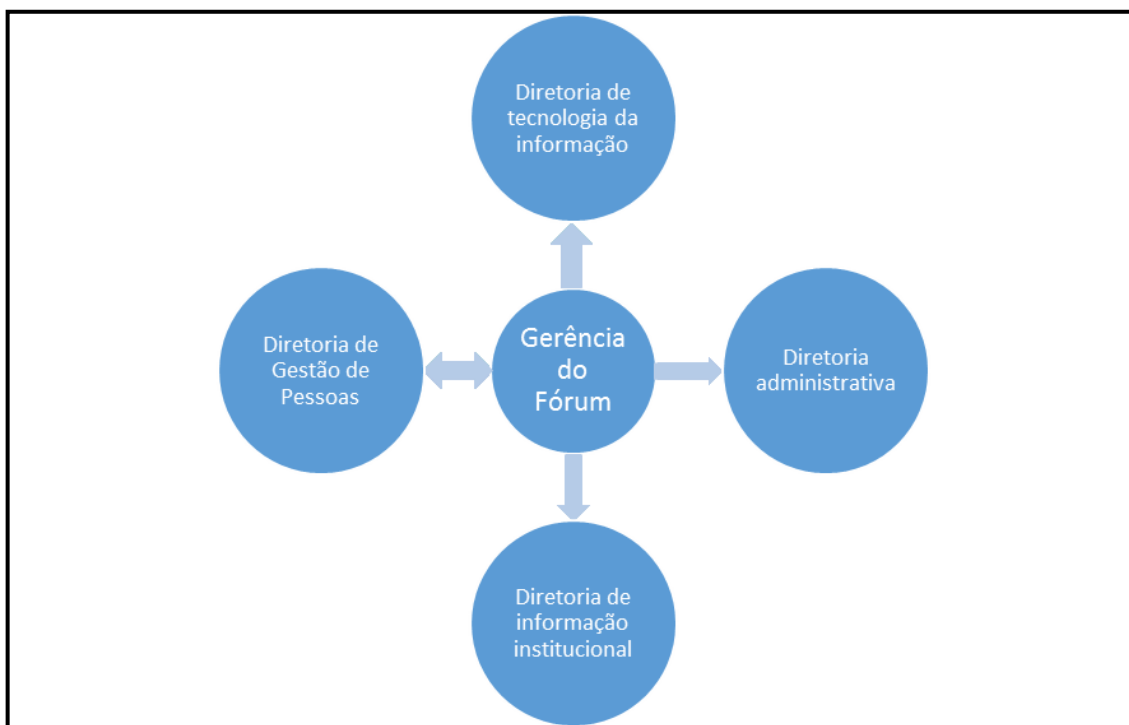 Diretoria de
tecnologia da
informação
Diretoria de
Gestão de
Pessoas
Gerência
do
Fórum
Diretoria
administrativa
Diretoria de
informação
institucional